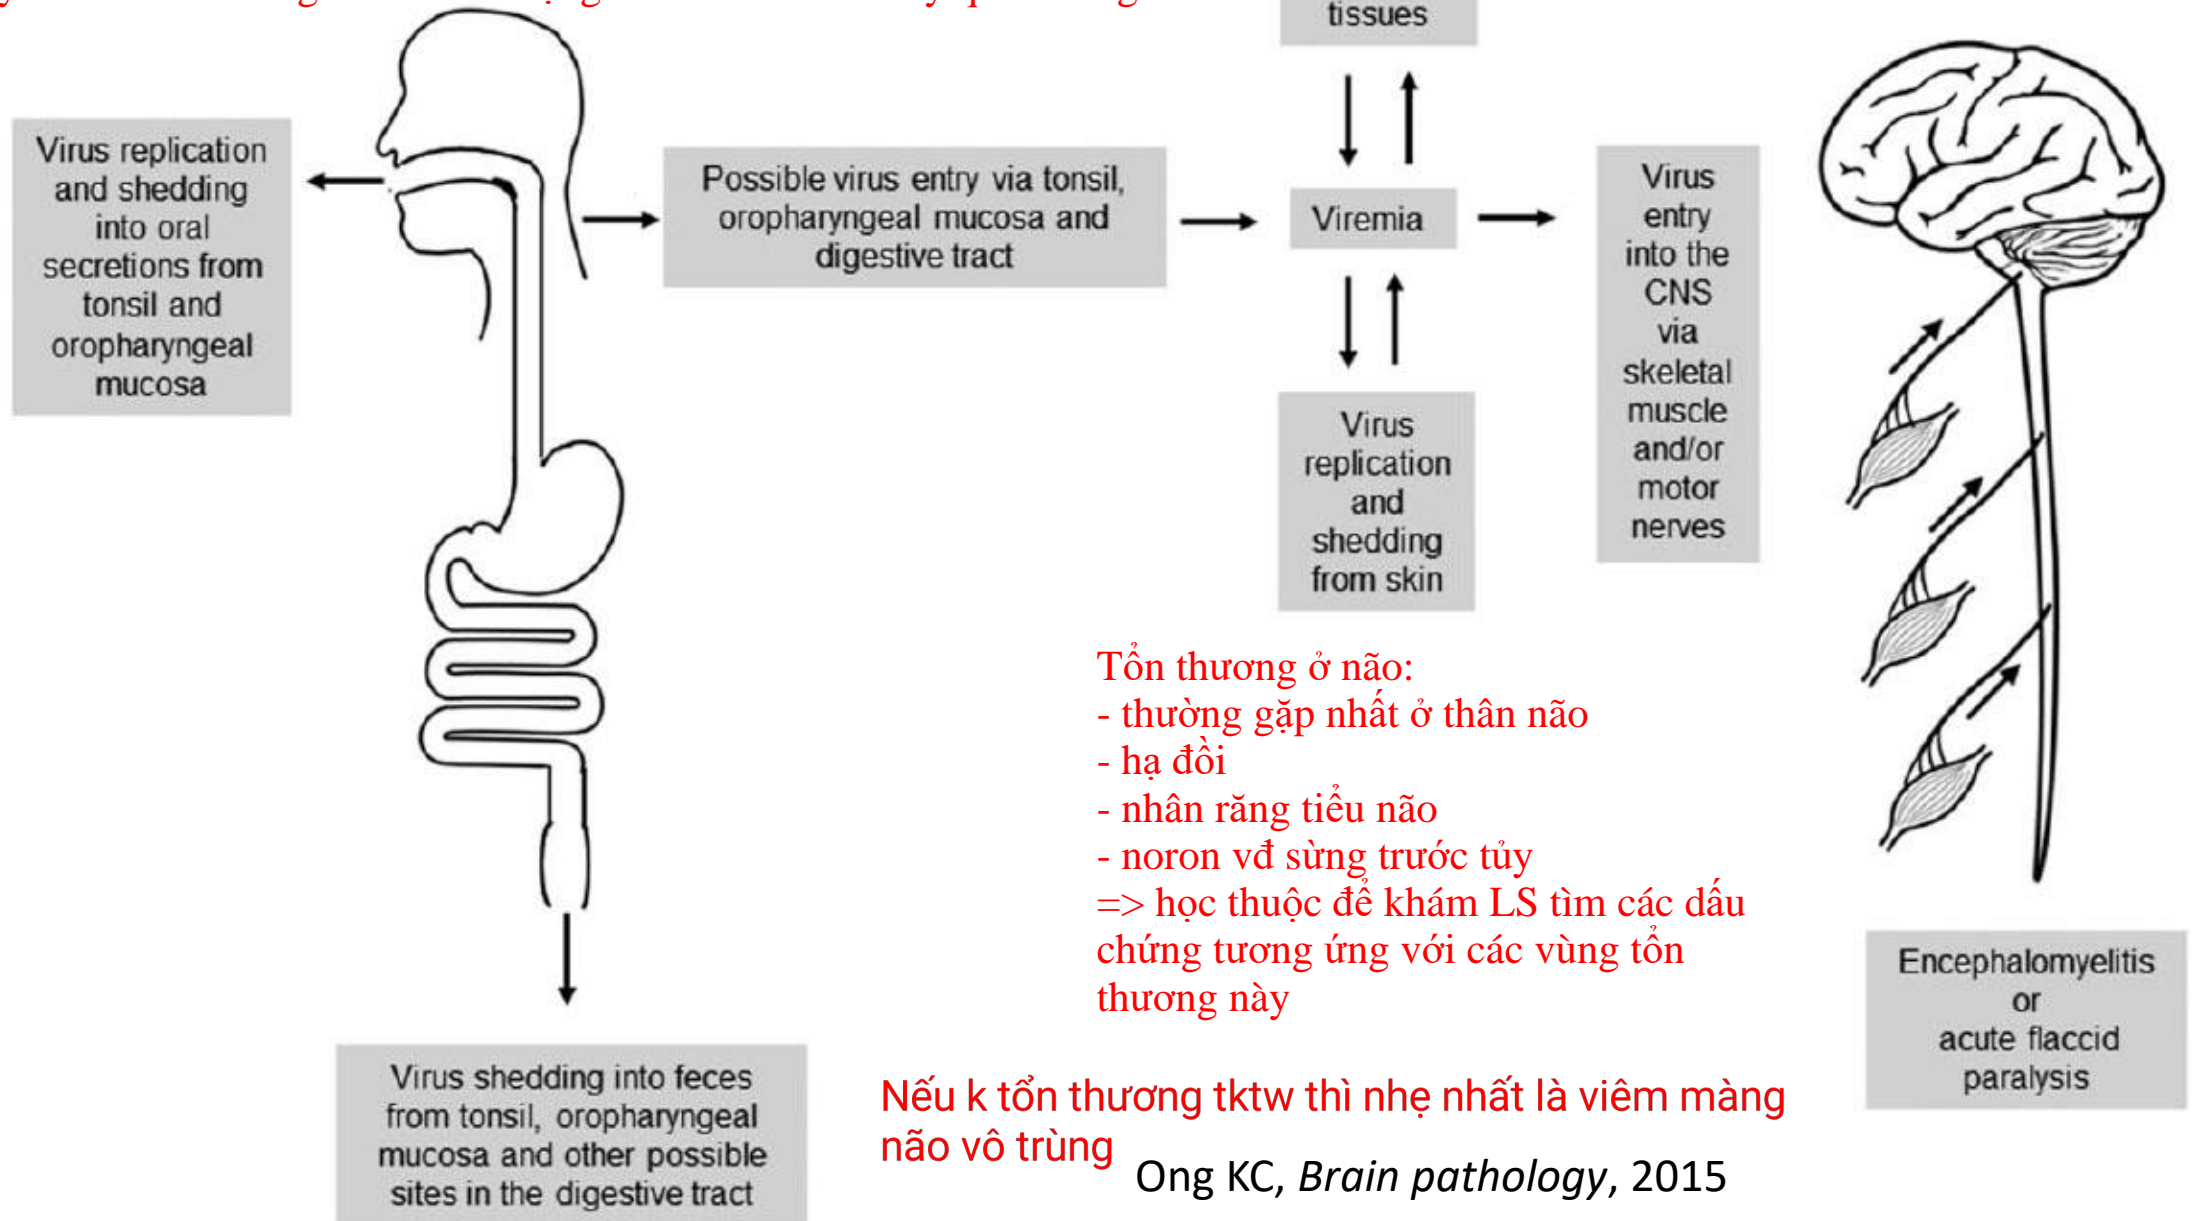 tissues
Virus replication
and shedding
into oral
secretions from
tonsil and
oropharyngeal
mucosa
Possible virus entry via tonsil,
oropharyngeal mucosa and
digestive tract
Viremia
Virus
entry
into the
CNS
via
skeletal
muscle
and/or
motor
nerves
Virus
replication
and
shedding
from skin
Tổn thương ở não:
- thường gặp nhất ở thân não
- hạ đồi
- nhân răng tiểu não
- noron vđ sừng trước tủy
=> học thuộc để khám LS tìm các dấu
chứng tương ứng với các vùng tổn
thương này
Encephalomyelitis
or
acute flaccid
paralysis
Virus shedding into feces
from tonsil, oropharyngeal
mucosa and other possible
sites in the digestive tract
Nếu k tổn thương tktw thì nhẹ nhất là viêm màng
não vô trùng
Ong KC, Brain pathology, 2015